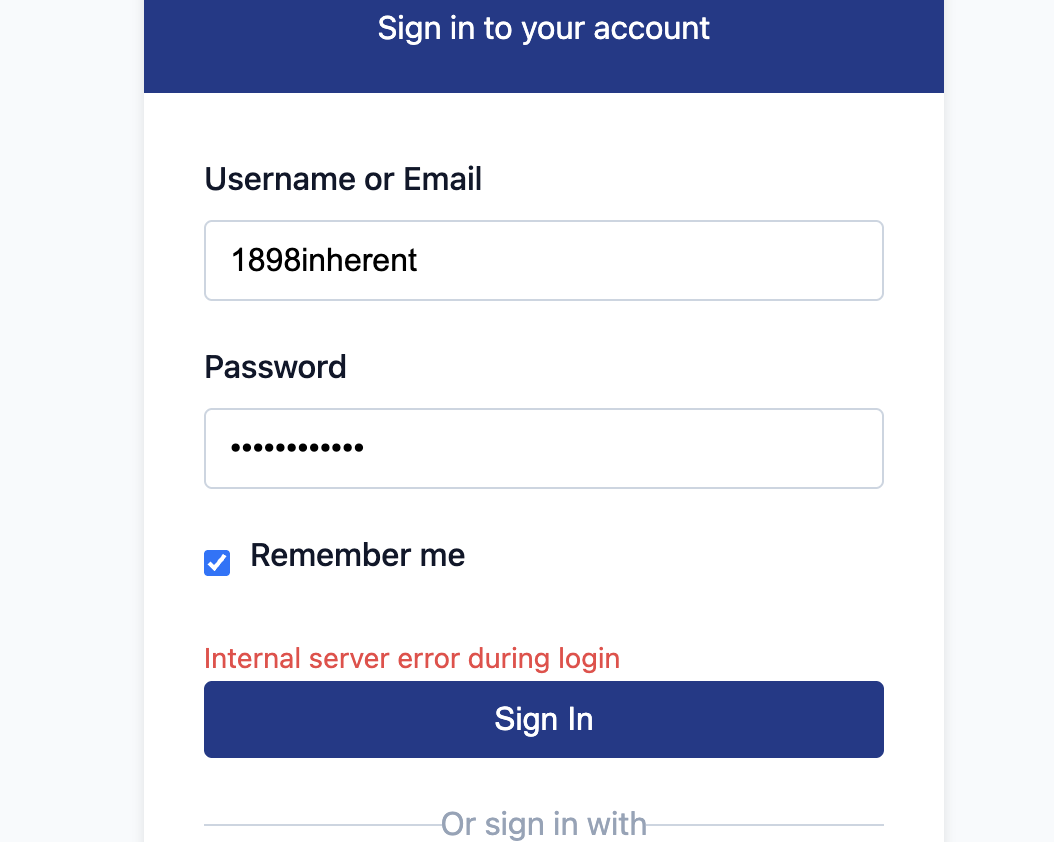 Sign in to your account
Username or Email
1898inherent
Password
••••••••••••
Remember me
Internal server error during login
Sign In
Or sign in with